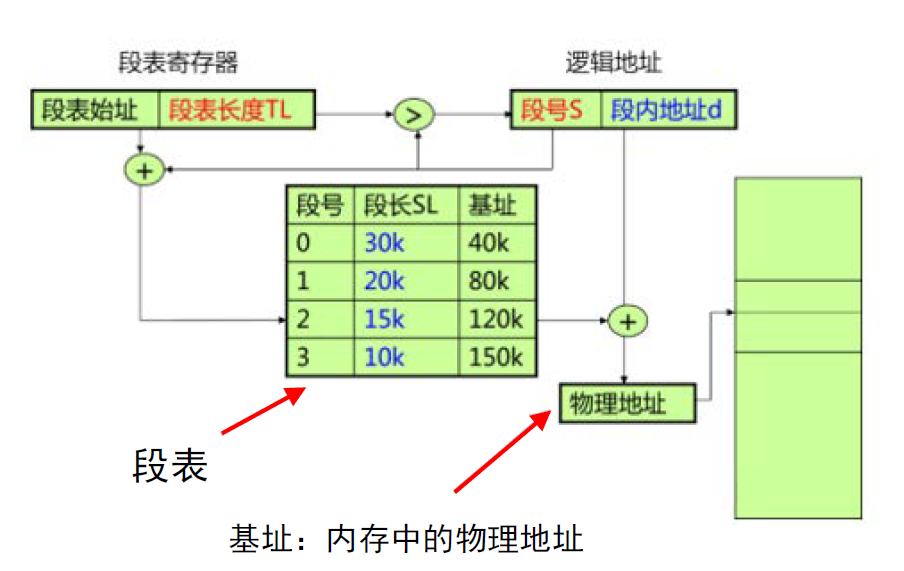 段表寄存器
逻辑地址
段表始址 段表长度TL
>
段号S 段内地址d
+
段号 段长SL 基址
0 30k 40k
1 20k 80k
2 15k 120k
3 10k 150k
+
物理地址
段表
基址：内存中的物理地址